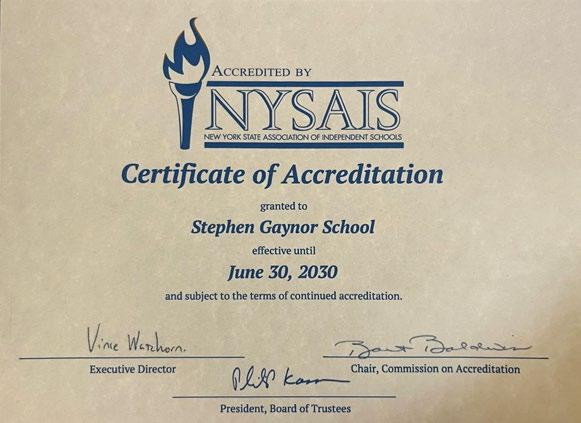 ACCREDITED BY
NYSAIS
NEW YORK STATE ASSOCIATION OF INDEPENDENT SCHOOLS
Certificate of Accreditation
granted to
Stephen Gaynor School
effective until
June 30, 2030
and subject to the terms of continued accreditation.
Vince Watchorn.
Executive Director
Chair, Commission on Accreditation
President, Board of Trustees